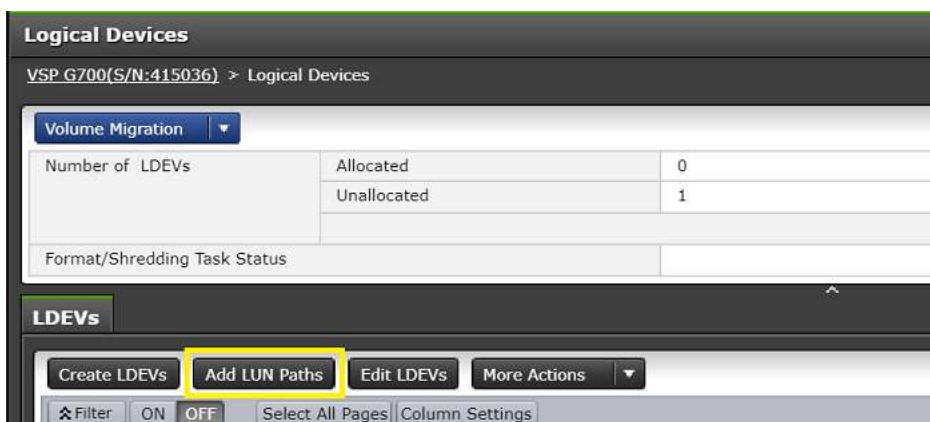 Logical Devices
VSP G700(S/N:415036) > Logical Devices
Volume Migration
Number of LDEVs Allocated 0
Unallocated 1
Format/Shredding Task Status
LDEVs
Create LDEVs Add LUN Paths Edit LDEVs More Actions
Filter ON OFF Select All Pages Column Settings